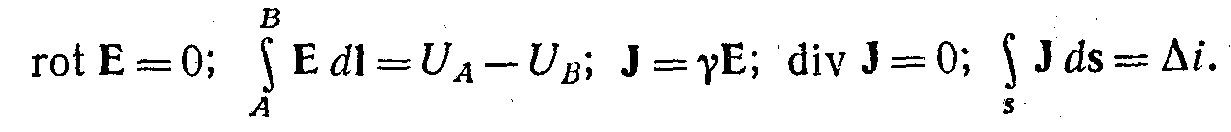 rot E = 0; ∫_A^B E dl = U_A − U_B; J = γE; div J = 0; ∫_s J ds = Δi.